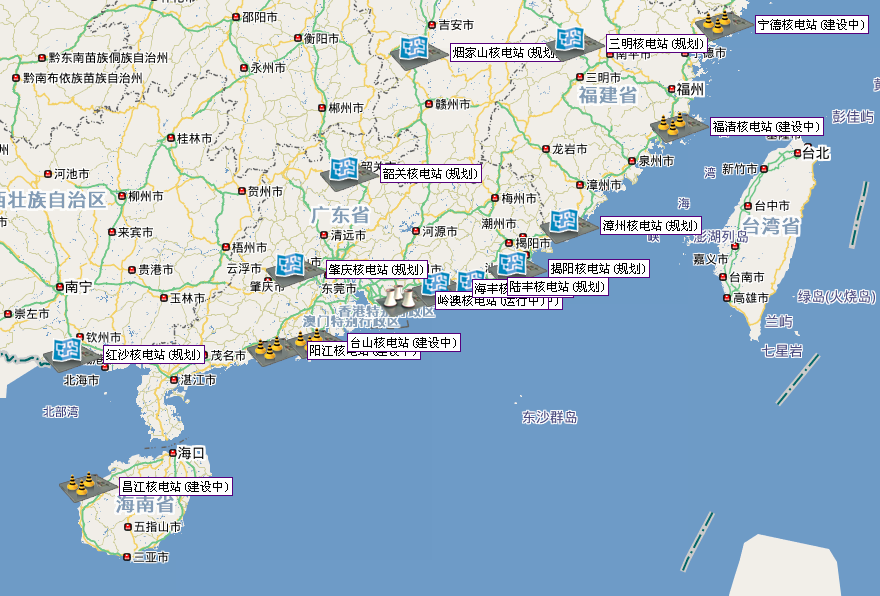 邵阳市
吉安市
宁德核电站(建设中)
衡阳市
烟家山核电站(规划
三明核电站(规划)
黔东南苗族侗族自治州
永州市
黔南布依族苗族自治州
三明市
福建省
福州
郴州市
赣州市
彭佳屿
福清核电站(建设中)
桂林市
龙岩市
泉州市
台北
新竹市
湾
河池市
韶关核电站(规划)
漳州市
柳州市
贺州市
梅州市
壮族自治区
广东省
潮州市
海
台中市
漳州核电站(规划)
台湾省
来宾市
清远市
河源市
峡
澎湖列岛
梧州市
揭阳市
嘉义市
贵港市
云浮市
肇庆核电站(规划)
揭阳核电站(规划)
台南市
南宁
肇庆市
东莞市
海丰核
陆丰核电站(规划)
玉林市
岭澳核电站(运行中)
高雄市
绿岛(火烧岛)
崇左市
香港特别行政区
澳门特别行政区
兰屿
钦州市
台山核电站(建设中)
红沙核电站(规划)
茂名市
阳江核电站(建设中)
七星岩
北海市
湛江市
北部湾
东沙群岛
海口
昌江核电站(建设中)
海南省
五指山市
三亚市